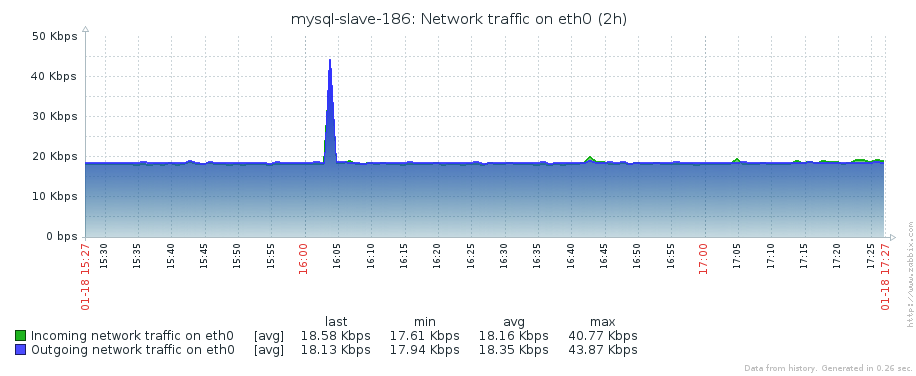 mysql-slave-186: Network traffic on eth0 (2h)
50 Kbps
40 Kbps
30 Kbps
20 Kbps
10 Kbps
0 bps
01-18 15:27
15:30
15:35
15:40
15:45
15:50
15:55
16:00
16:05
16:10
16:15
16:20
16:25
16:30
16:35
16:40
16:45
16:50
16:55
17:00
17:05
17:10
17:15
17:20
17:25
01-18 17:27
http://www.zabbix.com
last min avg max
Incoming network traffic on eth0 [avg] 18.58 Kbps 17.61 Kbps 18.16 Kbps 40.77 Kbps
Outgoing network traffic on eth0 [avg] 18.13 Kbps 17.94 Kbps 18.35 Kbps 43.87 Kbps
Data from history. Generated in 0.26 sec.